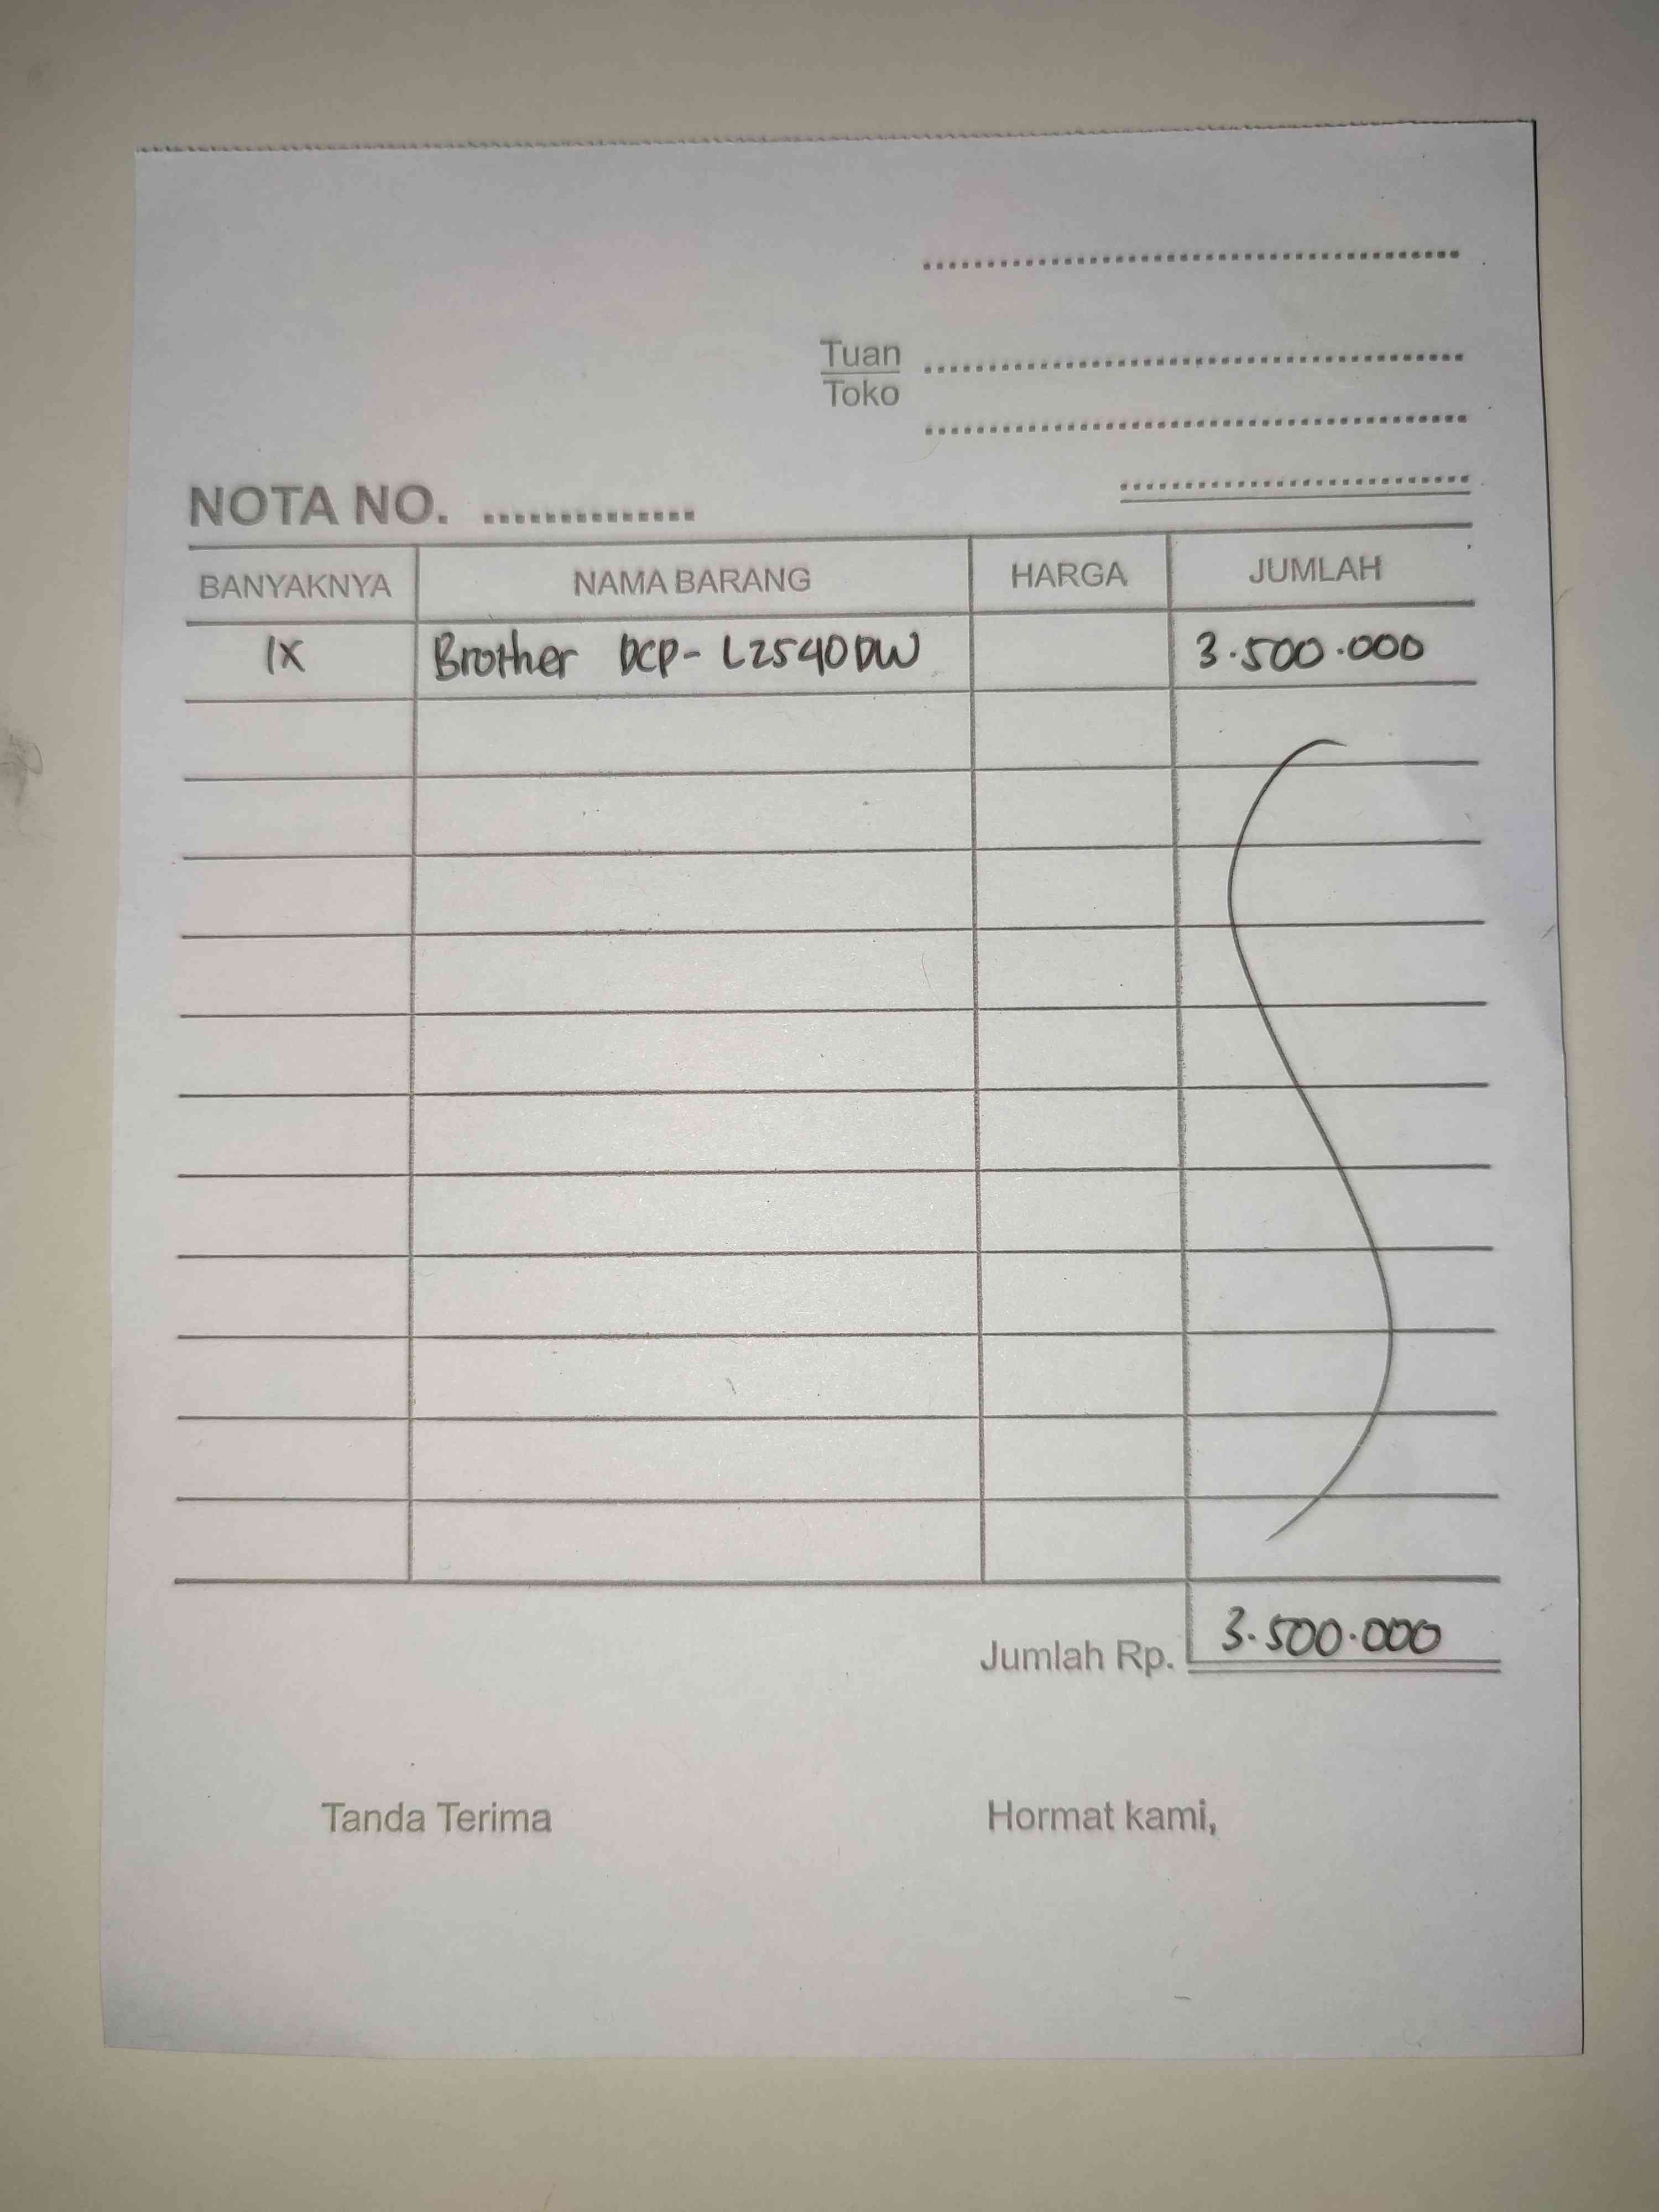 Tuan
Toko
NOTA NO. ..............
BANYAKNYA NAMA BARANG HARGA JUMLAH
1X Brother DCP-L2540DW 3.500.000
Jumlah Rp. 3.500.000
Tanda Terima Hormat kami,